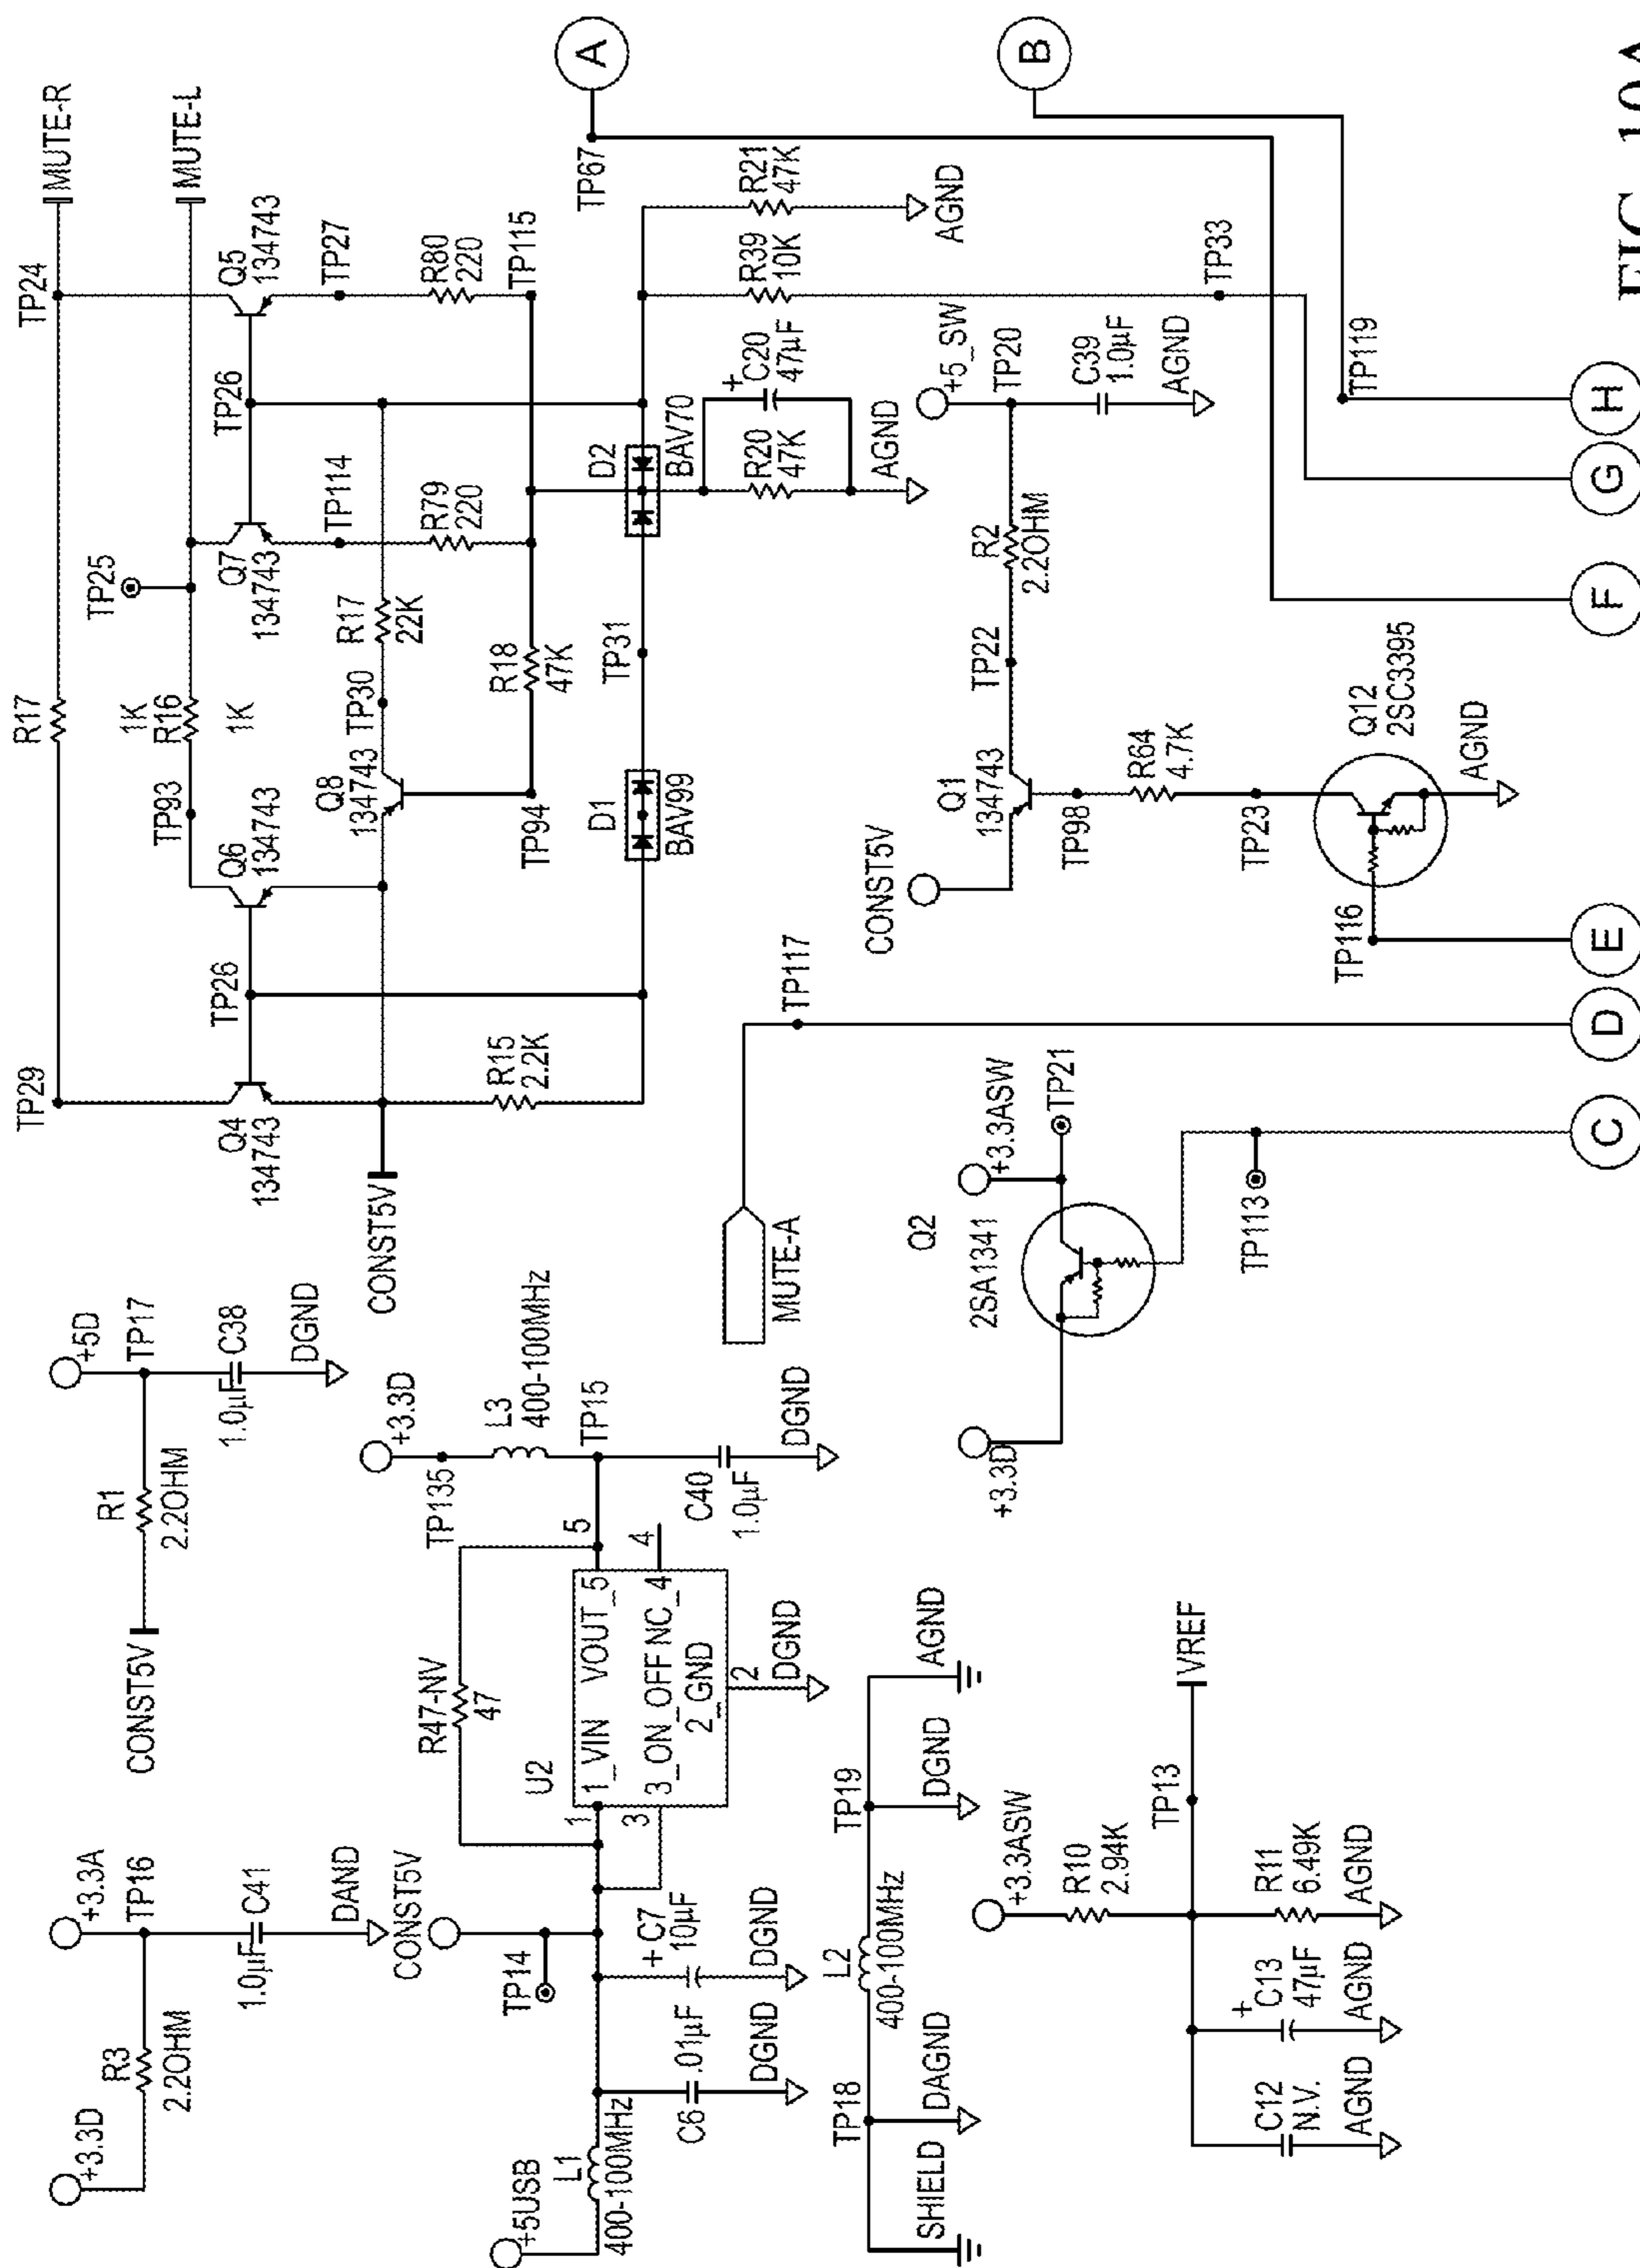 +3.3D
R3
2.2OHM
+3.3A
TP16
C41
1.0µF
DAND
CONST5V
R1
2.2OHM
+5D
TP17
C38
1.0µF
DGND
+5USB
L1
400-100MHz
C6
.01µF
DGND
CONST5V
TP14
+
C7
10µF
DGND
R47-NV
47
U2
1
3
1_VIN VOUT_5
3_ON_OFF NC_4
2_GND
2
DGND
5
4
+3.3D
TP135
L3
400-100MHz
TP15
C40
1.0µF
DGND
SHIELD
TP18
DAGND
L2
400-100MHz
TP19
DGND
AGND
C12
N.V.
AGND
+
C13
47µF
AGND
+3.3ASW
R10
2.94K
R11
6.49K
AGND
TP13
VREF
TP29
R17
1K
TP24
MUTE-R
Q4
134743
TP26
Q6
134743
TP93
R16
1K
TP25
MUTE-L
Q7
134743
TP26
Q5
134743
TP114
TP27
CONST5V
Q8
134743
TP30
R17
22K
R79
220
R80
220
R15
2.2K
TP94
R18
47K
TP115
D1
BAV99
TP31
D2
BAV70
R20
47K
+
C20
47µF
AGND
R39
10K
R21
47K
AGND
TP67
A
MUTE-A
TP117
CONST5V
Q1
134743
TP22
R2
2.2OHM
+5_SW
TP20
C39
1.0µF
AGND
TP98
R64
4.7K
TP23
Q12
2SC3395
AGND
TP116
TP33
TP119
B
+3.3D
Q2
2SA1341
+3.3ASW
TP21
TP113
C
D
E
F
G
H
FIG. 10A